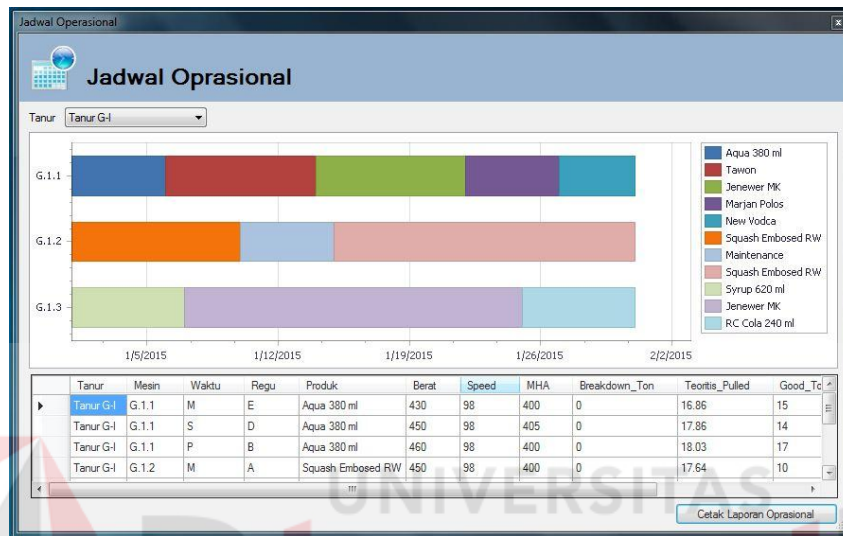 Jadwal Operasional
Jadwal Oprasional
Tanur Tanur G-I
G.1.1
G.1.2
G.1.3
1/5/2015 1/12/2015 1/19/2015 1/26/2015 2/2/2015
Aqua 380 ml
Tawon
Jenewer MK
Marjan Polos
New Vodca
Squash Embosed RW
Maintenance
Squash Embosed RW
Syrup 620 ml
Jenewer MK
RC Cola 240 ml
Tanur Mesin Waktu Regu Produk Berat Speed MHA Breakdown_Ton Teoritis_Pulled Good_Tc
Tanur G-I G.1.1 M E Aqua 380 ml 430 98 400 0 16.86 15
Tanur G-I G.1.1 S D Aqua 380 ml 450 98 405 0 17.86 14
Tanur G-I G.1.1 P B Aqua 380 ml 460 98 400 0 18.03 17
Tanur G-I G.1.2 M A Squash Embosed RW 450 98 400 0 17.64 10
UNIVERSITAS
Cetak Laporan Oprasional